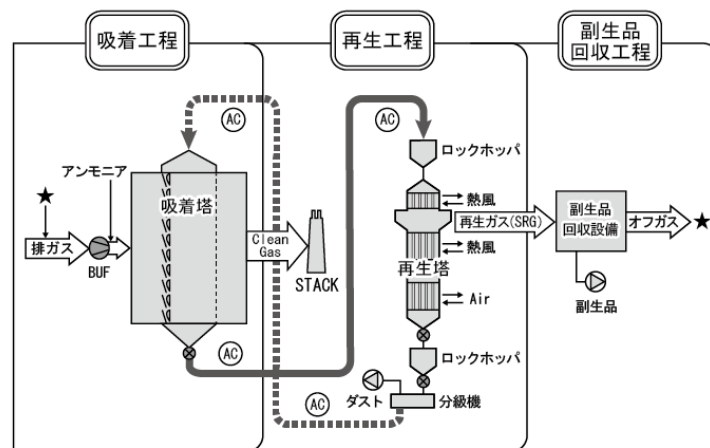 吸着工程
再生工程
副生品
回収工程
AC
AC
ロックホッパ
アンモニア
★
吸着塔
熱風
排ガス
BUF
Clean
Gas
STACK
再生ガス(SRG)
副生品
回収設備
オフガス
★
熱風
再生塔
Air
副生品
AC
ロックホッパ
AC
ダスト
分級機